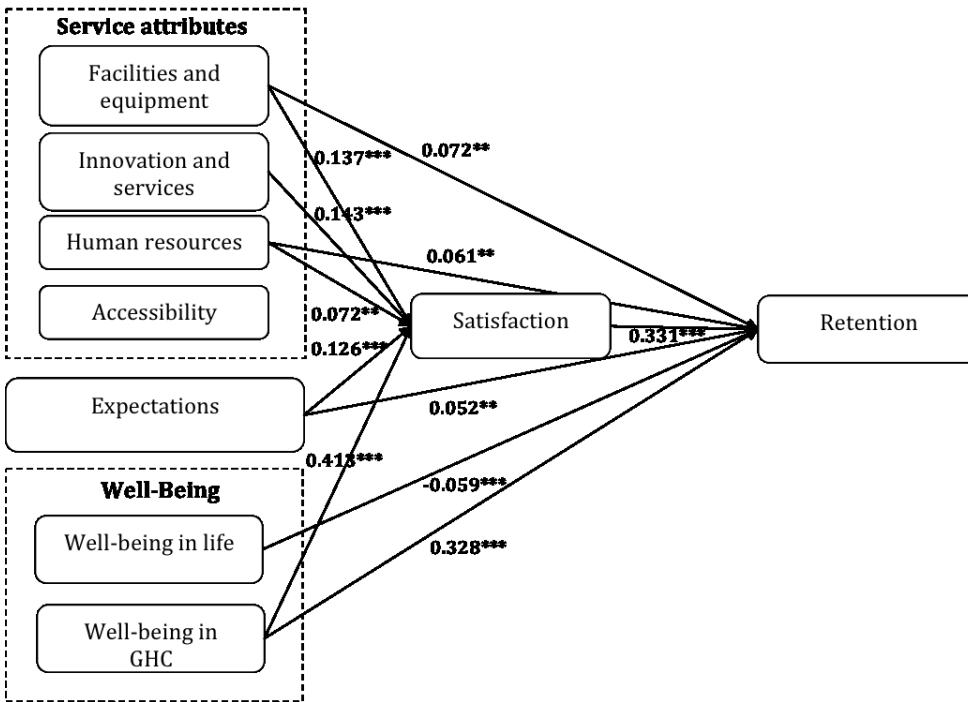 Service attributes
Facilities and
equipment
0.137***
0.072**
Innovation and
services
0.143***
Human resources
0.061**
Accessibility
0.072**
Satisfaction
Retention
0.331***
0.126***
Expectations
0.052**
0.413***
Well-Being
-0.059***
Well-being in life
0.328***
Well-being in
GHC